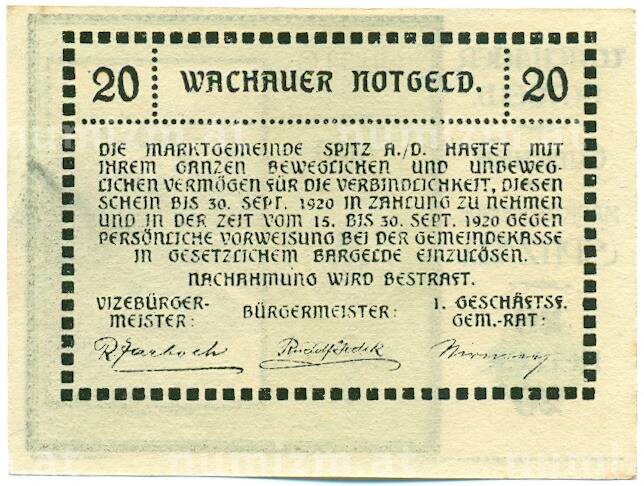 20 WACHAUER NOTGELD. 20
DIE MARKTGEMEINDE SPITZ A./D. HAFTET MIT
IHREM GANZEN BEWEGLICHEN UND UNBEWEG-
LICHEN VERMÖGEN FÜR DIE VERBINDLICHKEIT, DIESEN
SCHEIN BIS 30. SEPT. 1920 IN ZAHLUNG ZU NEHMEN
UND IN DER ZEIT VOM 15. BIS 30. SEPT. 1920 GEGEN
PERSÖNLICHE VORWEISUNG BEI DER GEMEINDEKASSE
IN GESETZLICHEM BARGELDE EINZULÖSEN.
NACHAHMUNG WIRD BESTRAFT.
VIZEBÜRGER-
MEISTER:
BÜRGERMEISTER:
1. GESCHÄFTSF.
GEM.-RAT: